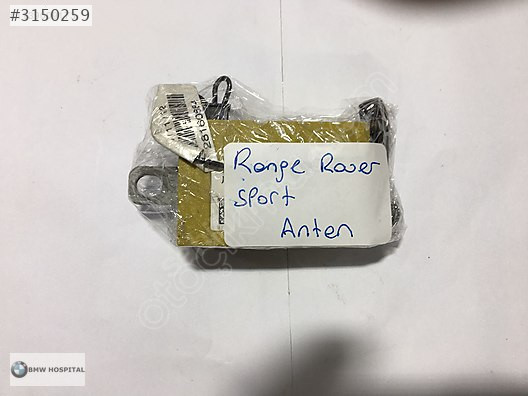 #3150259
Range Rover
Sport
Anten
BMW HOSPITAL